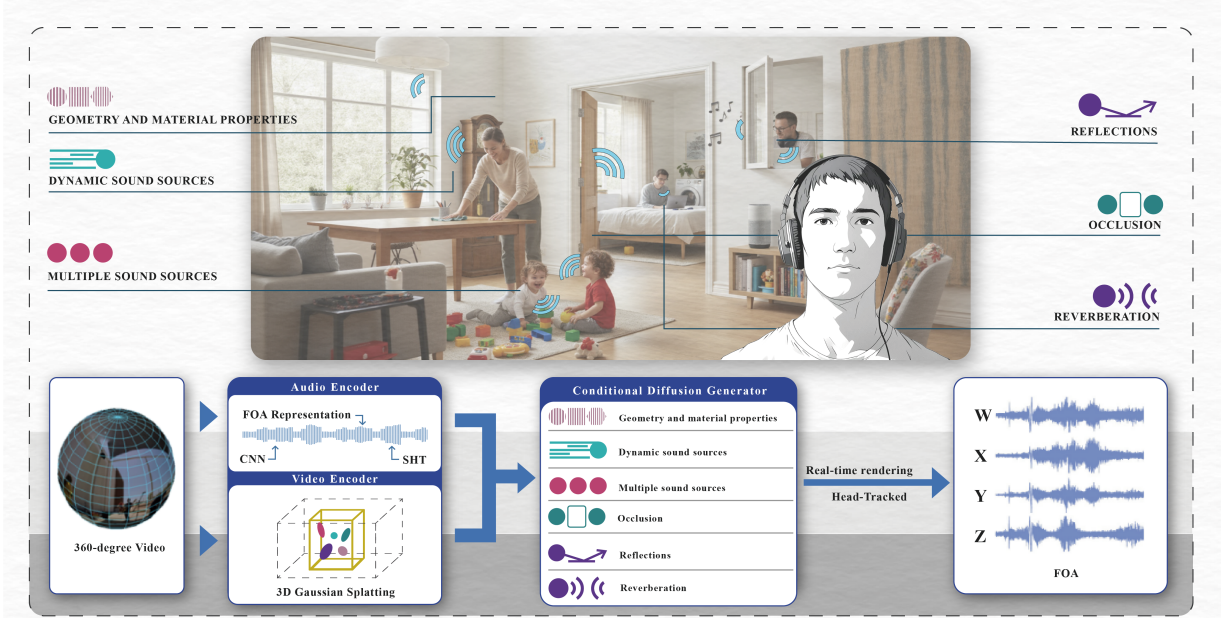 GEOMETRY AND MATERIAL PROPERTIES
DYNAMIC SOUND SOURCES
MULTIPLE SOUND SOURCES
REFLECTIONS
OCCLUSION
REVERBERATION
360-degree Video
Audio Encoder
FOA Representation
CNN
SHT
Video Encoder
3D Gaussian Splatting
Conditional Diffusion Generator
Geometry and material properties
Dynamic sound sources
Multiple sound sources
Occlusion
Reflections
Reverberation
Real-time rendering
Head-Tracked
W
X
Y
Z
FOA